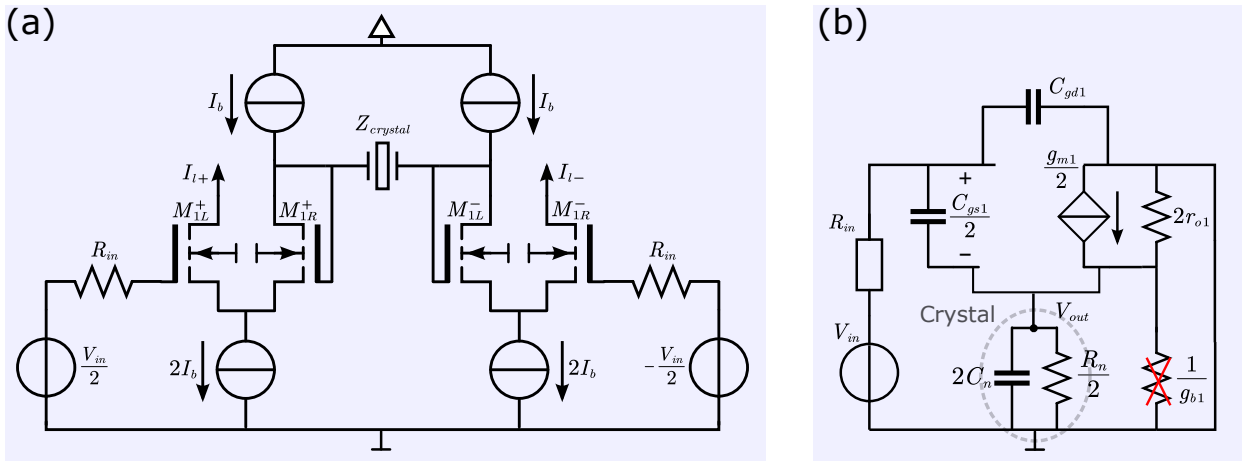 (a)
I_b
I_b
Z_crystal
I_l+
I_l−
M_1L^+
M_1R^+
M_1L^−
M_1R^−
R_in
R_in
V_in/2
2I_b
2I_b
−V_in/2
(b)
C_gd1
g_m1/2
+
C_gs1/2
−
2r_o1
R_in
Crystal
V_out
V_in
2C_n
R_n/2
1/g_b1